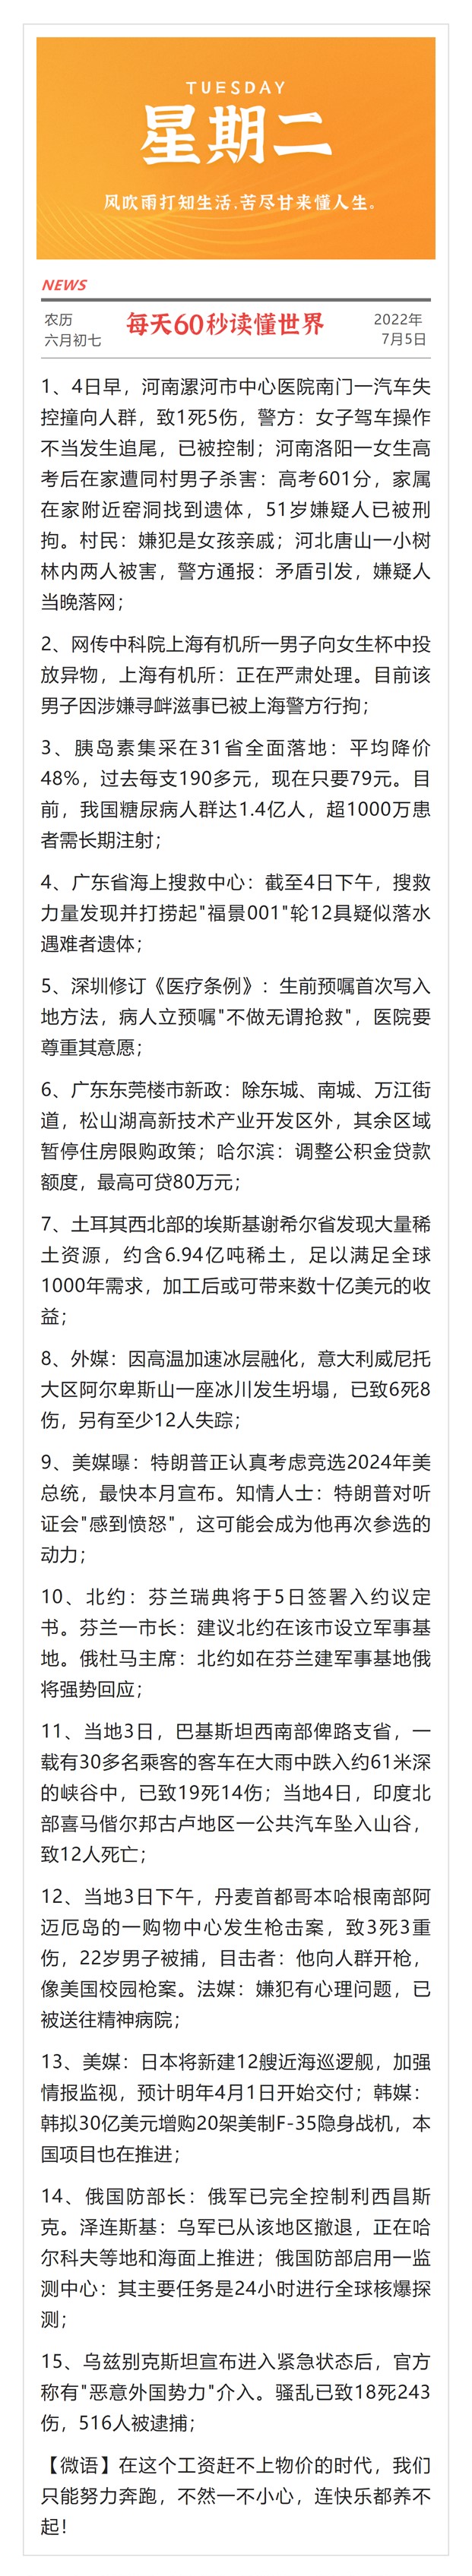 TUESDAY
星期二
风吹雨打知生活,苦尽甘来懂人生。
NEWS
农历
六月初七
每天60秒读懂世界
2022年
7月5日
1、4日早，河南漯河市中心医院南门一汽车失
控撞向人群，致1死5伤，警方：女子驾车操作
不当发生追尾，已被控制；河南洛阳一女生高
考后在家遭同村男子杀害：高考601分，家属
在家附近窑洞找到遗体，51岁嫌疑人已被刑
拘。村民：嫌犯是女孩亲戚；河北唐山一小树
林内两人被害，警方通报：矛盾引发，嫌疑人
当晚落网；
2、网传中科院上海有机所一男子向女生杯中投
放异物，上海有机所：正在严肃处理。目前该
男子因涉嫌寻衅滋事已被上海警方行拘；
3、胰岛素集采在31省全面落地：平均降价
48%，过去每支190多元，现在只要79元。目
前，我国糖尿病人群达1.4亿人，超1000万患
者需长期注射；
4、广东省海上搜救中心：截至4日下午，搜救
力量发现并打捞起"福景001"轮12具疑似落水
遇难者遗体；
5、深圳修订《医疗条例》：生前预嘱首次写入
地方法，病人立预嘱"不做无谓抢救"，医院要
尊重其意愿；
6、广东东莞楼市新政：除东城、南城、万江街
道，松山湖高新技术产业开发区外，其余区域
暂停住房限购政策；哈尔滨：调整公积金贷款
额度，最高可贷80万元；
7、土耳其西北部的埃斯基谢希尔省发现大量稀
土资源，约含6.94亿吨稀土，足以满足全球
1000年需求，加工后或可带来数十亿美元的收
益；
8、外媒：因高温加速冰层融化，意大利威尼托
大区阿尔卑斯山一座冰川发生坍塌，已致6死8
伤，另有至少12人失踪；
9、美媒曝：特朗普正认真考虑竞选2024年美
总统，最快本月宣布。知情人士：特朗普对听
证会"感到愤怒"，这可能会成为他再次参选的
动力；
10、北约：芬兰瑞典将于5日签署入约议定
书。芬兰一市长：建议北约在该市设立军事基
地。俄杜马主席：北约如在芬兰建军事基地俄
将强势回应；
11、当地3日，巴基斯坦西南部俾路支省，一
载有30多名乘客的客车在大雨中跌入约61米深
的峡谷中，已致19死14伤；当地4日，印度北
部喜马偕尔邦古卢地区一公共汽车坠入山谷，
致12人死亡；
12、当地3日下午，丹麦首都哥本哈根南部阿
迈厄岛的一购物中心发生枪击案，致3死3重
伤，22岁男子被捕，目击者：他向人群开枪，
像美国校园枪案。法媒：嫌犯有心理问题，已
被送往精神病院；
13、美媒：日本将新建12艘近海巡逻舰，加强
情报监视，预计明年4月1日开始交付；韩媒：
韩拟30亿美元增购20架美制F-35隐身战机，本
国项目也在推进；
14、俄国防部长：俄军已完全控制利西昌斯
克。泽连斯基：乌军已从该地区撤退，正在哈
尔科夫等地和海面上推进；俄国防部启用一监
测中心：其主要任务是24小时进行全球核爆探
测；
15、乌兹别克斯坦宣布进入紧急状态后，官方
称有"恶意外国势力"介入。骚乱已致18死243
伤，516人被逮捕；
【微语】在这个工资赶不上物价的时代，我们
只能努力奔跑，不然一不小心，连快乐都养不
起！